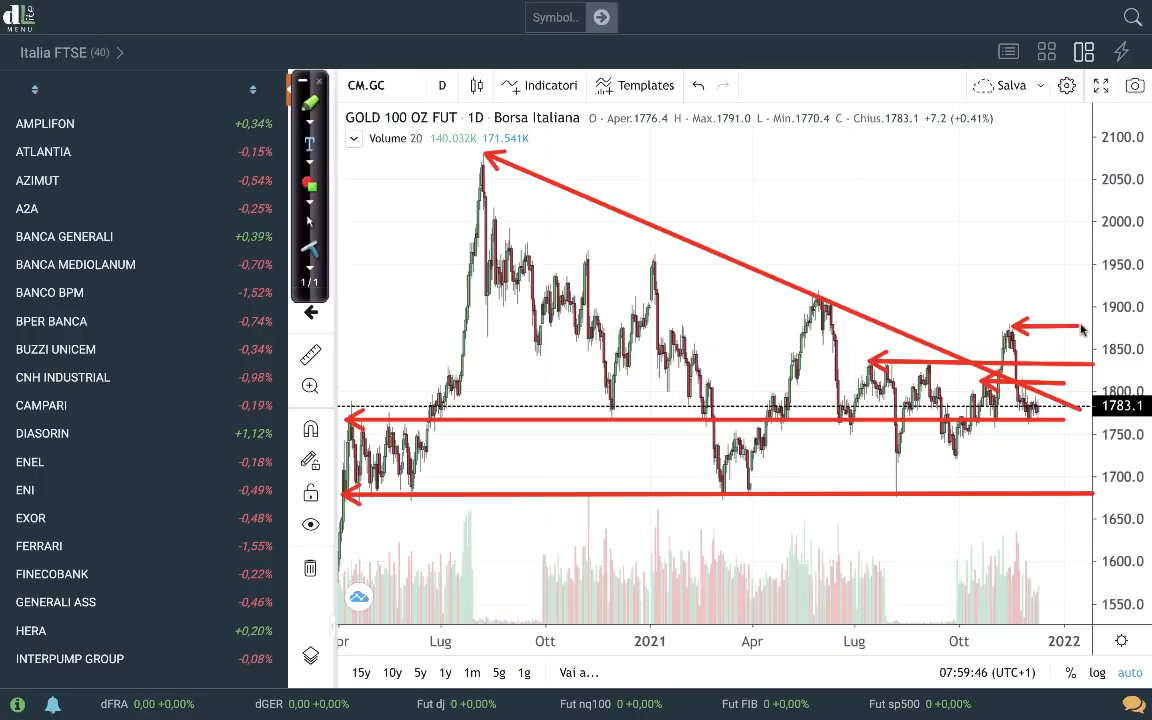 dL ite
MENU
Symbol..
Italia FTSE (40)
AMPLIFON +0,34%
ATLANTIA -0,15%
AZIMUT -0,54%
A2A -0,25%
BANCA GENERALI +0,39%
BANCA MEDIOLANUM -0,70%
BANCO BPM -1,52%
BPER BANCA -0,74%
BUZZI UNICEM -0,34%
CNH INDUSTRIAL -0,98%
CAMPARI -0,19%
DIASORIN +1,12%
ENEL -0,18%
ENI -0,49%
EXOR -0,48%
FERRARI -1,55%
FINECOBANK -0,22%
GENERALI ASS -0,46%
HERA +0,20%
INTERPUMP GROUP -0,08%
T
1/1
CM.GC D Indicatori Templates Salva
GOLD 100 OZ FUT · 1D · Borsa Italiana O - Aper.1776.4 H - Max.1791.0 L - Min.1770.4 C - Chius.1783.1 +7.2 (+0.41%)
Volume 20 140.032K 171.541K
2100.0
2050.0
2000.0
1950.0
1900.0
1850.0
1800.0
1783.1
1750.0
1700.0
1650.0
1600.0
1550.0
pr Lug Ott 2021 Apr Lug Ott 2022
15y 10y 5y 1y 1m 5g 1g Vai a... 07:59:46 (UTC+1) % log auto
dFRA 0,00 +0,00% dGER 0,00 +0,00% Fut dj 0 +0,00% Fut nq100 0 +0,00% Fut FIB 0 +0,00% Fut sp500 0 +0,00%